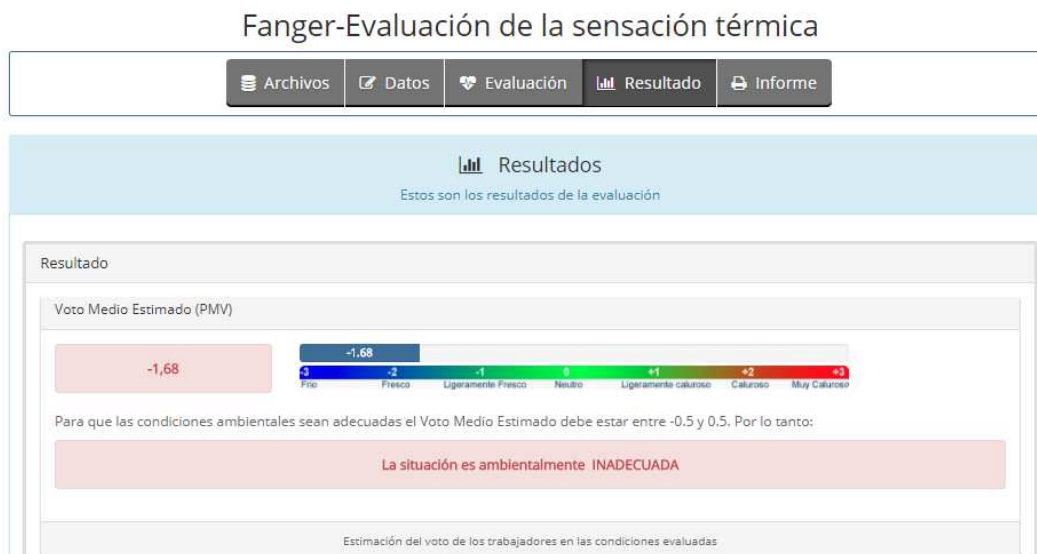 Fanger-Evaluación de la sensación térmica
Archivos Datos Evaluación Resultado Informe
Resultados
Estos son los resultados de la evaluación
Resultado
Voto Medio Estimado (PMV)
-1,68
-1.68
-3 -2 -1 0 +1 +2 +3
Frío Fresco Ligeramente Fresco Neutro Ligeramente caluroso Caluroso Muy Caluroso
Para que las condiciones ambientales sean adecuadas el Voto Medio Estimado debe estar entre -0.5 y 0.5. Por lo tanto:
La situación es ambientalmente INADECUADA
Estimación del voto de los trabajadores en las condiciones evaluadas